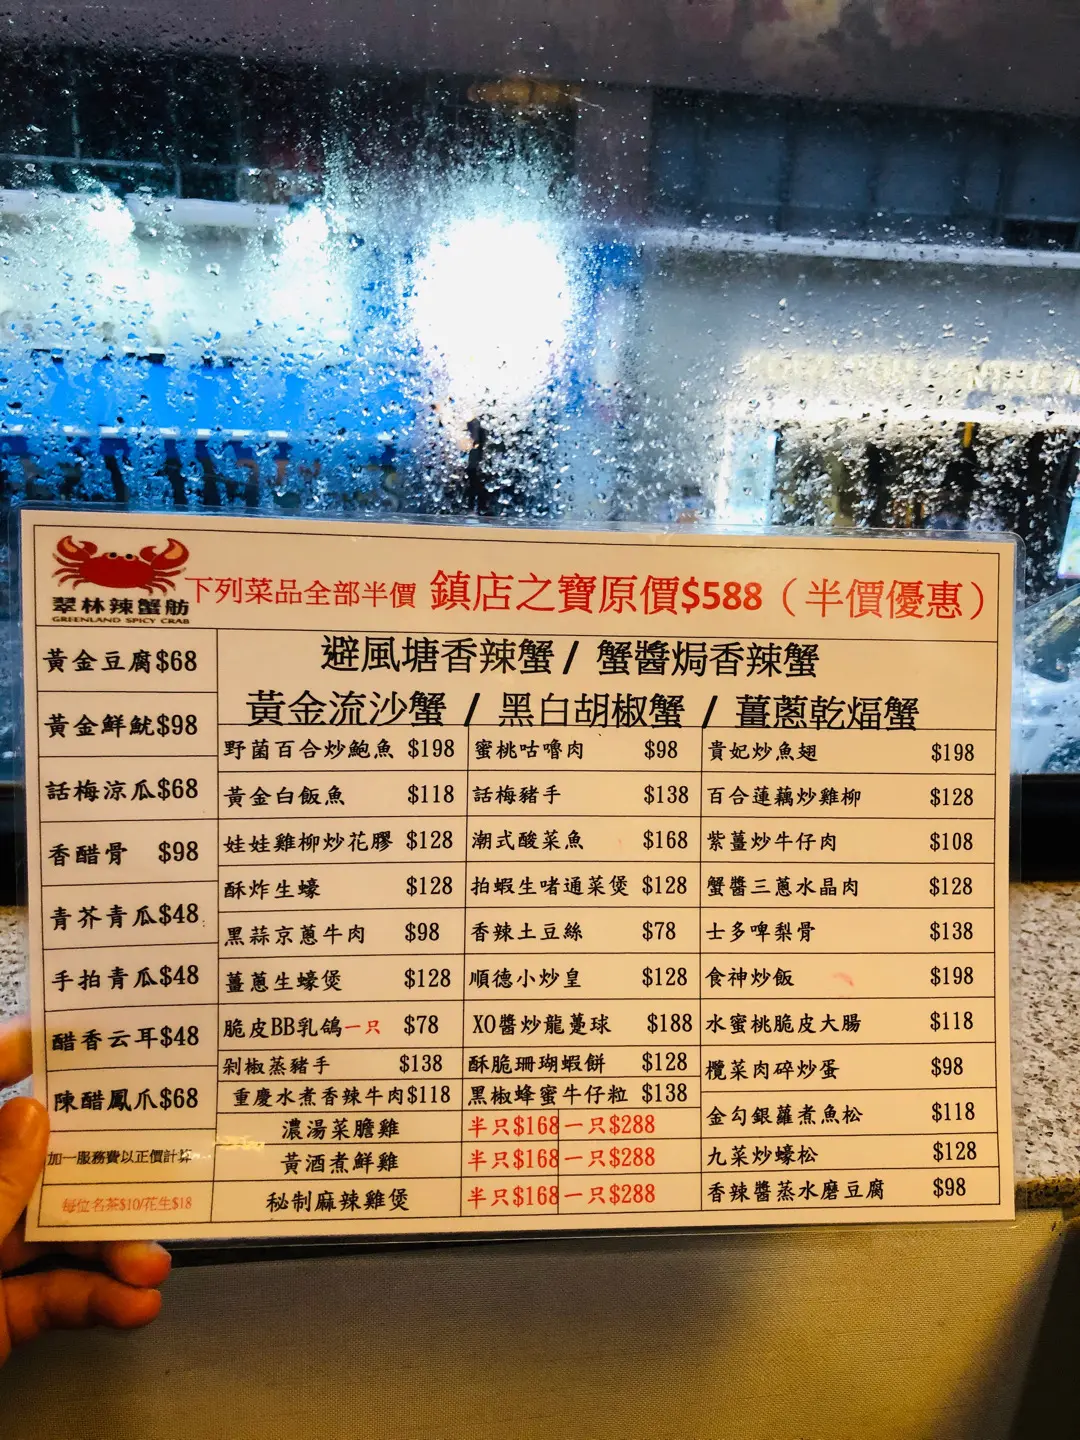 翠林辣蟹舫
GREENLAND SPICY CRAB
下列菜品全部半價 鎮店之寶原價$588（半價優惠）
避風塘香辣蟹 / 蟹醬焗香辣蟹
黃金流沙蟹 / 黑白胡椒蟹 / 薑蔥乾煏蟹
黃金豆腐$68
黃金鮮魷$98
話梅涼瓜$68
香醋骨 $98
青芥青瓜$48
手拍青瓜$48
醋香云耳$48
陳醋鳳爪$68
加一服務費以正價計算
每位名茶$10/花生$18
野菌百合炒鮑魚 $198
黃金白飯魚 $118
娃娃雞柳炒花膠 $128
酥炸生蠔 $128
黑蒜京蔥牛肉 $98
薑蔥生蠔煲 $128
脆皮BB乳鴿一只 $78
剁椒蒸豬手 $138
重慶水煮香辣牛肉$118
蜜桃咕嚕肉 $98
話梅豬手 $138
潮式酸菜魚 $168
拍蝦生啫通菜煲 $128
香辣土豆絲 $78
順德小炒皇 $128
XO醬炒龍躉球 $188
酥脆珊瑚蝦餅 $128
黑椒蜂蜜牛仔粒 $138
濃湯菜膽雞 半只$168 一只$288
黃酒煮鮮雞 半只$168 一只$288
秘制麻辣雞煲 半只$168 一只$288
貴妃炒魚翅 $198
百合蓮藕炒雞柳 $128
紫薑炒牛仔肉 $108
蟹醬三蔥水晶肉 $128
士多啤梨骨 $138
食神炒飯 $198
水蜜桃脆皮大腸 $118
欖菜肉碎炒蛋 $98
金勾銀蘿煮魚松 $118
九菜炒蠔松 $128
香辣醬蒸水磨豆腐 $98